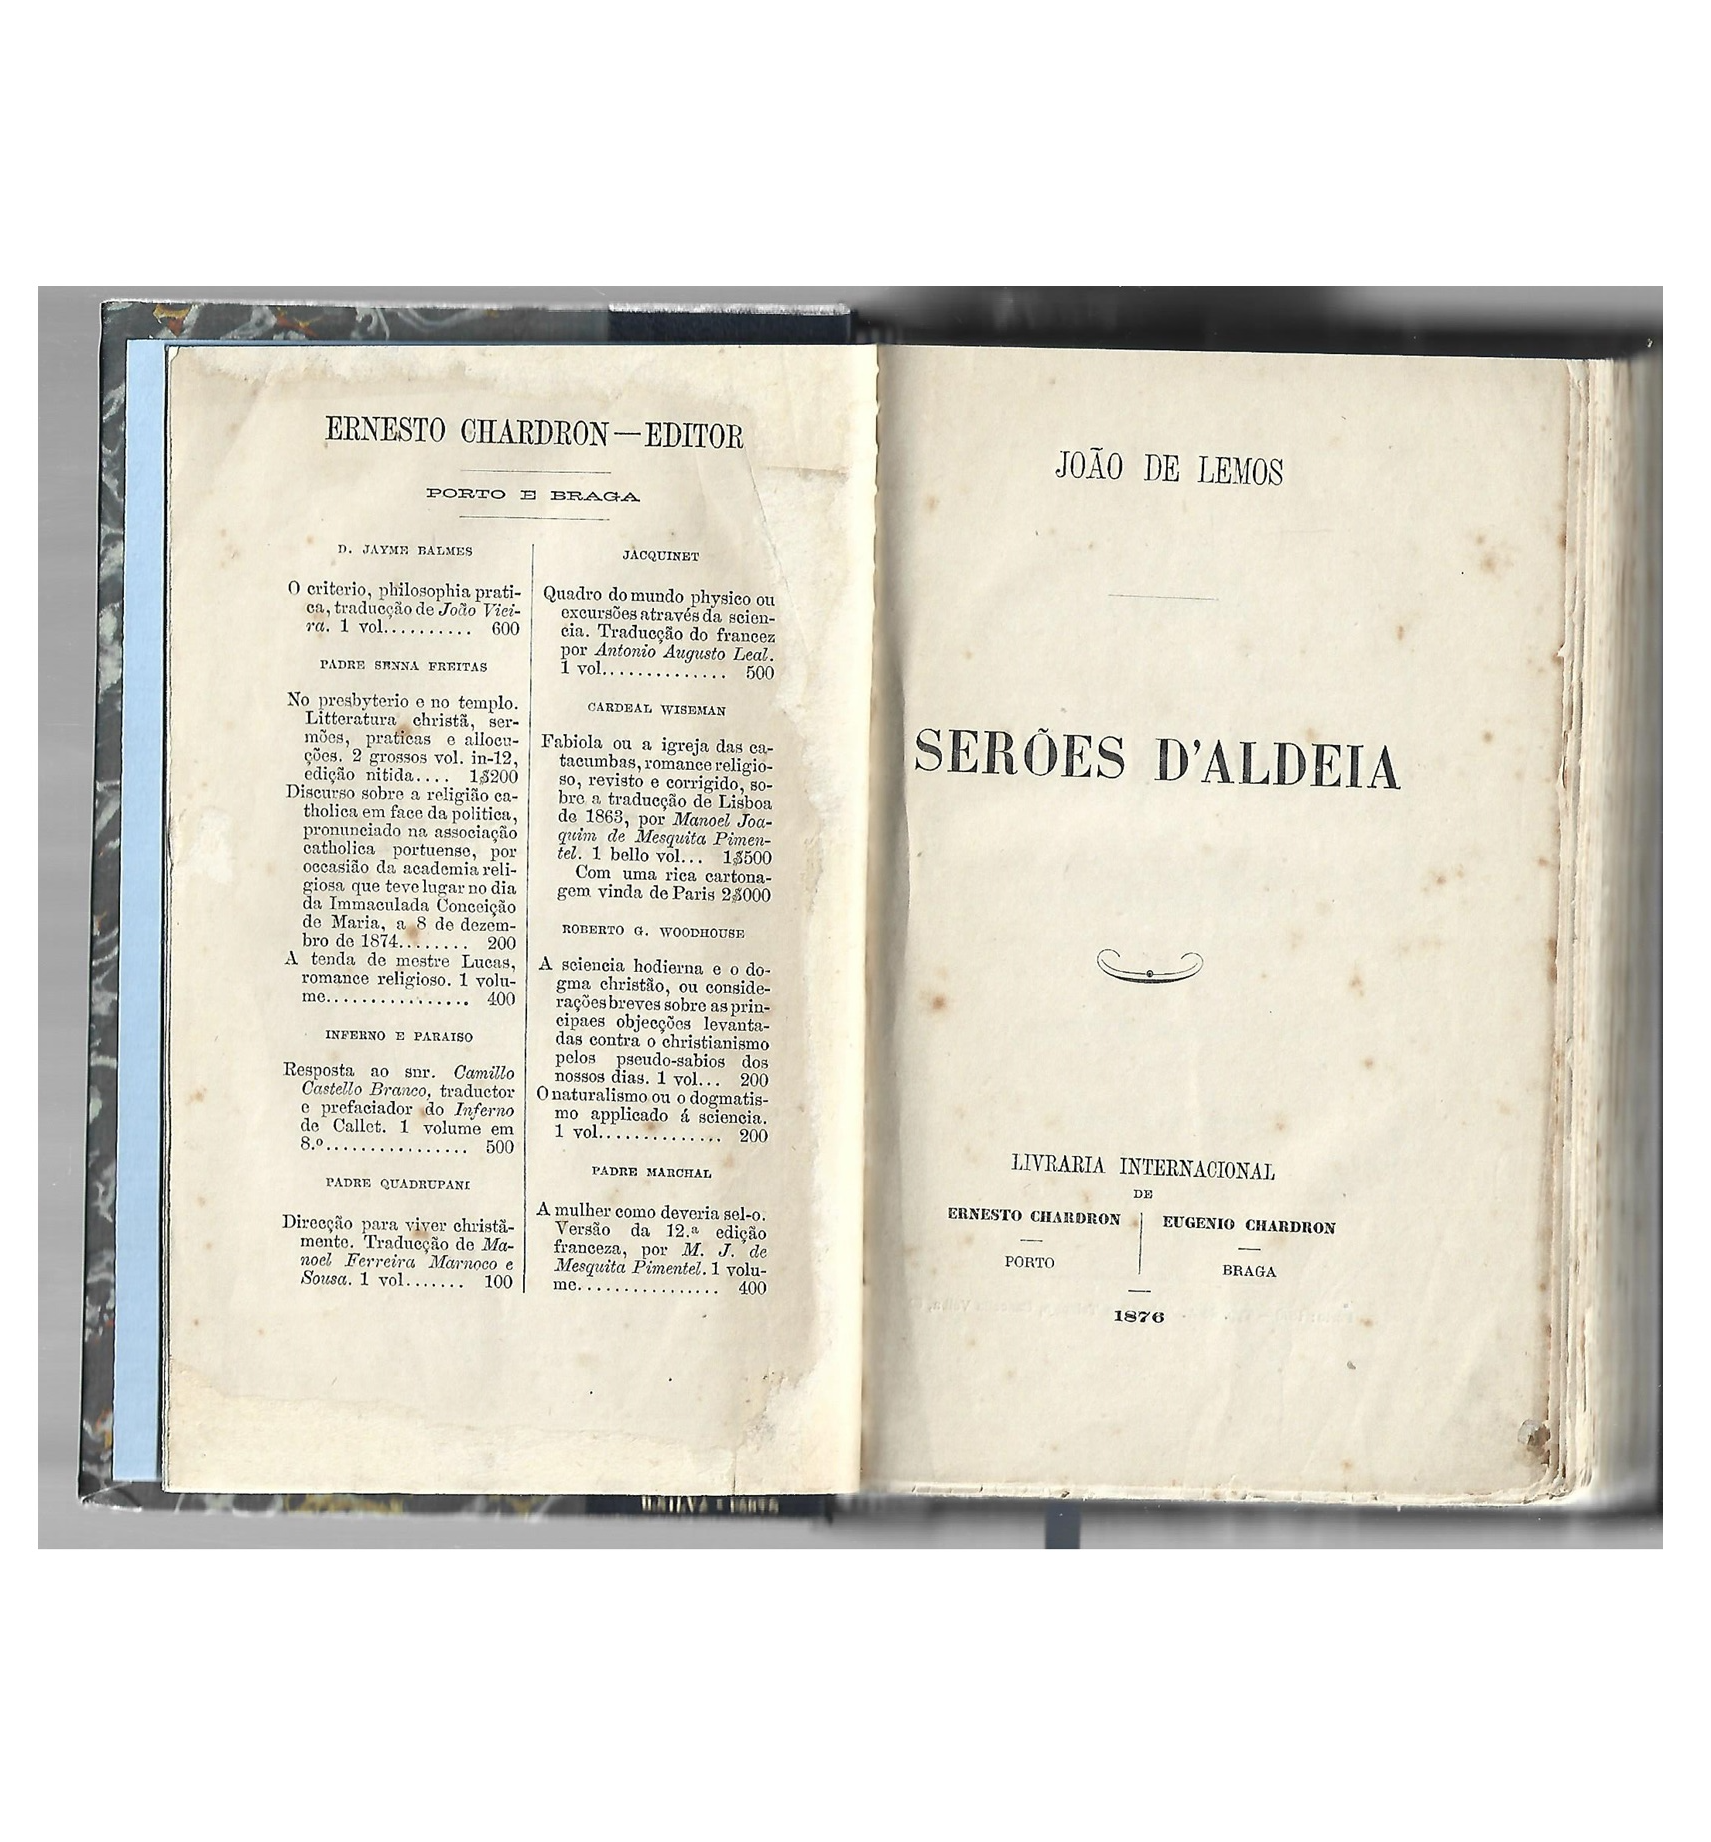 ERNESTO CHARDRON—EDITOR
PORTO E BRAGA
D. JAYME BALMES
O criterio, philosophia prati-
ca, traducção de João Viei-
ra. 1 vol.......... 600
PADRE SENNA FREITAS
No presbyterio e no templo.
Litteratura christã, ser-
mões, praticas e allocu-
ções. 2 grossos vol. in-12,
edição nitida.... 1$200
Discurso sobre a religião ca-
tholica em face da politica,
pronunciado na associação
catholica portuense, por
occasião da academia reli-
giosa que teve lugar no dia
da Immaculada Conceição
de Maria, a 8 de dezem-
bro de 1874........ 200
A tenda de mestre Lucas,
romance religioso. 1 volu-
me................ 400
INFERNO E PARAISO
Resposta ao snr. Camillo
Castello Branco, traductor
e prefaciador do Inferno
de Callet. 1 volume em
8.º................ 500
PADRE QUADRUPANI
Direcção para viver christã-
mente. Traducção de Ma-
noel Ferreira Marnoco e
Sousa. 1 vol....... 100
JACQUINET
Quadro do mundo physico ou
excursões através da scien-
cia. Traducção do francez
por Antonio Augusto Leal.
1 vol.............. 500
CARDEAL WISEMAN
Fabiola ou a igreja das ca-
tacumbas, romance religio-
so, revisto e corrigido, so-
bre a traducção de Lisboa
de 1863, por Manoel Joa-
quim de Mesquita Pimen-
tel. 1 bello vol... 1$500
Com uma rica cartona-
gem vinda de Paris 2$000
ROBERTO G. WOODHOUSE
A sciencia hodierna e o do-
gma christão, ou conside-
rações breves sobre as prin-
cipaes objecções levanta-
das contra o christianismo
pelos pseudo-sabios dos
nossos dias. 1 vol... 200
O naturalismo ou o dogmatis-
mo applicado á sciencia.
1 vol.............. 200
PADRE MARCHAL
A mulher como deveria sel-o.
Versão da 12.ª edição
franceza, por M. J. de
Mesquita Pimentel. 1 volu-
me................ 400
JOÃO DE LEMOS
SERÕES D'ALDEIA
LIVRARIA INTERNACIONAL
DE
ERNESTO CHARDRON
PORTO
EUGENIO CHARDRON
BRAGA
1876